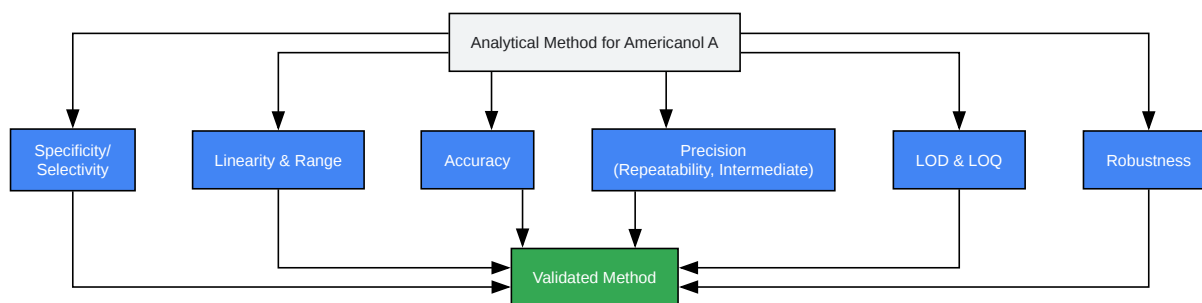 Analytical Method for Americanol A
Specificity/
Selectivity
Linearity & Range
Accuracy
Precision
(Repeatability, Intermediate)
LOD & LOQ
Robustness
Validated Method